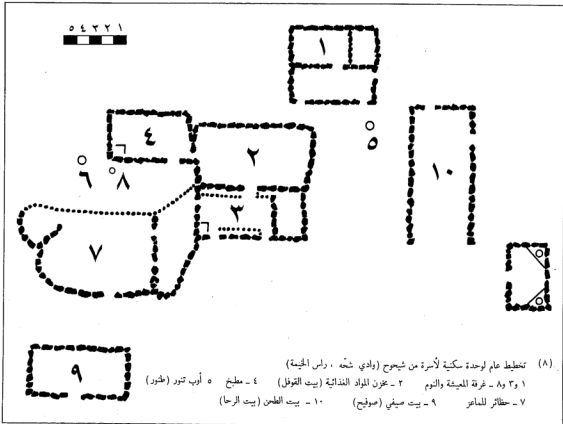 ١ ٢ ٣ ٤ ٥
١
٤
٢
٥
١٠
٦
٨
٣
٧
٩
(٨) تخطيط عام لوحدة سكنية لأسرة من شيحوح (وادي شحّه ، راس الخيمة)
١ و٣ و٨ ـ غرفة المعيشة والنوم ٢ ـ مخزن المواد الغذائية (بيت القوفل) ٤ ـ مطبخ ٥ أوب تنور (طنور)
٧ ـ حظائر للماعز ٩ ـ بيت صيفي (صوفيح) ١٠ ـ بيت الطحن (بيت الرحا)